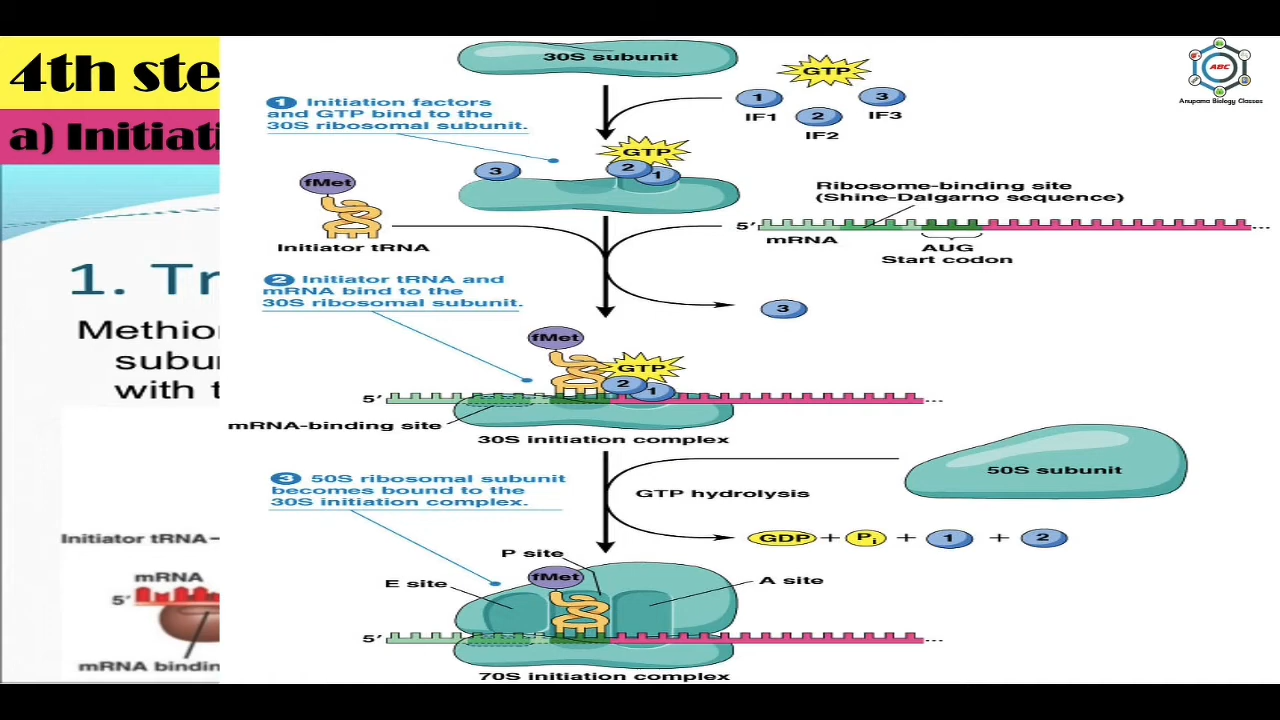 4th ste
a) Initiati
1. Tr
Methion
subu
with t
Initiator tRNA-
mRNA
5'
mRNA bindin
30S subunit
GTP
1
3
2
IF1
IF3
IF2
ABC
Anupama Biology Classes
1 Initiation factors
and GTP bind to the
30S ribosomal subunit.
GTP
3
2
1
fMet
Initiator tRNA
Ribosome-binding site
(Shine-Dalgarno sequence)
5'
mRNA
AUG
Start codon
2 Initiator tRNA and
mRNA bind to the
30S ribosomal subunit.
3
fMet
GTP
2
1
5'
mRNA-binding site
30S initiation complex
50S subunit
3 50S ribosomal subunit
becomes bound to the
30S initiation complex.
GTP hydrolysis
GDP + Pi + 1 + 2
P site
fMet
E site
A site
5'
70S initiation complex